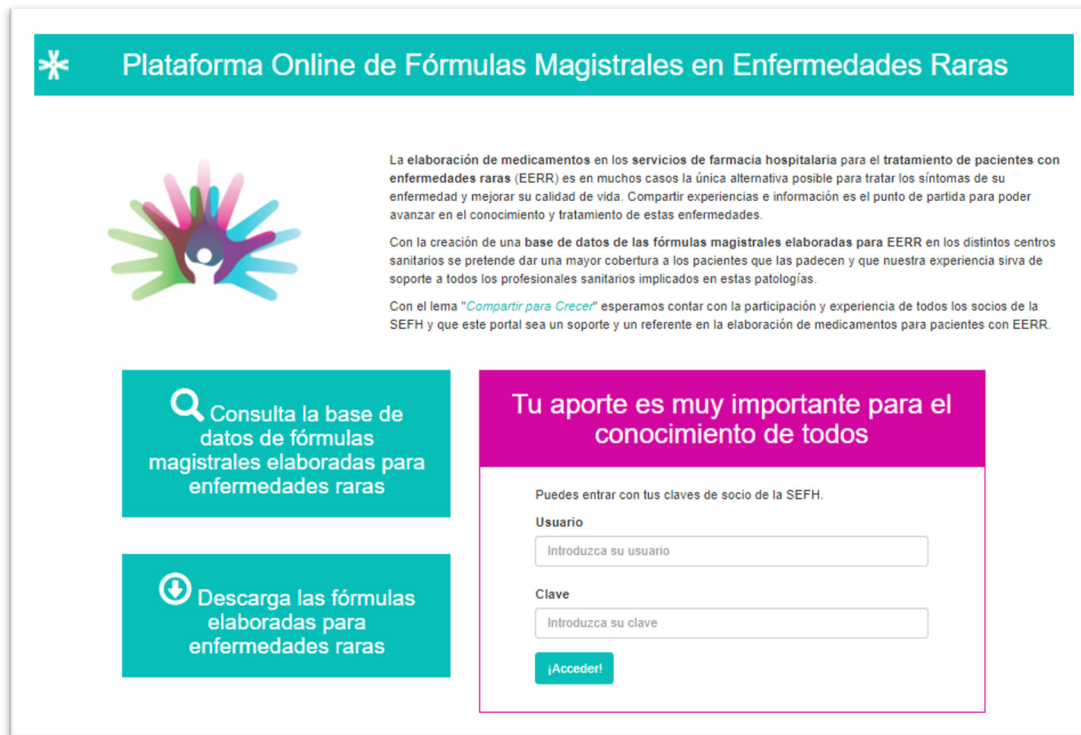 Plataforma Online de Fórmulas Magistrales en Enfermedades Raras
La elaboración de medicamentos en los servicios de farmacia hospitalaria para el tratamiento de pacientes con
enfermedades raras (EERR) es en muchos casos la única alternativa posible para tratar los síntomas de su
enfermedad y mejorar su calidad de vida. Compartir experiencias e información es el punto de partida para poder
avanzar en el conocimiento y tratamiento de estas enfermedades.
Con la creación de una base de datos de las fórmulas magistrales elaboradas para EERR en los distintos centros
sanitarios se pretende dar una mayor cobertura a los pacientes que las padecen y que nuestra experiencia sirva de
soporte a todos los profesionales sanitarios implicados en estas patologías.
Con el lema "Compartir para Crecer" esperamos contar con la participación y experiencia de todos los socios de la
SEFH y que este portal sea un soporte y un referente en la elaboración de medicamentos para pacientes con EERR.
Consulta la base de
datos de fórmulas
magistrales elaboradas para
enfermedades raras
Descarga las fórmulas
elaboradas para
enfermedades raras
Tu aporte es muy importante para el
conocimiento de todos
Puedes entrar con tus claves de socio de la SEFH.
Usuario
Introduzca su usuario
Clave
Introduzca su clave
¡Acceder!